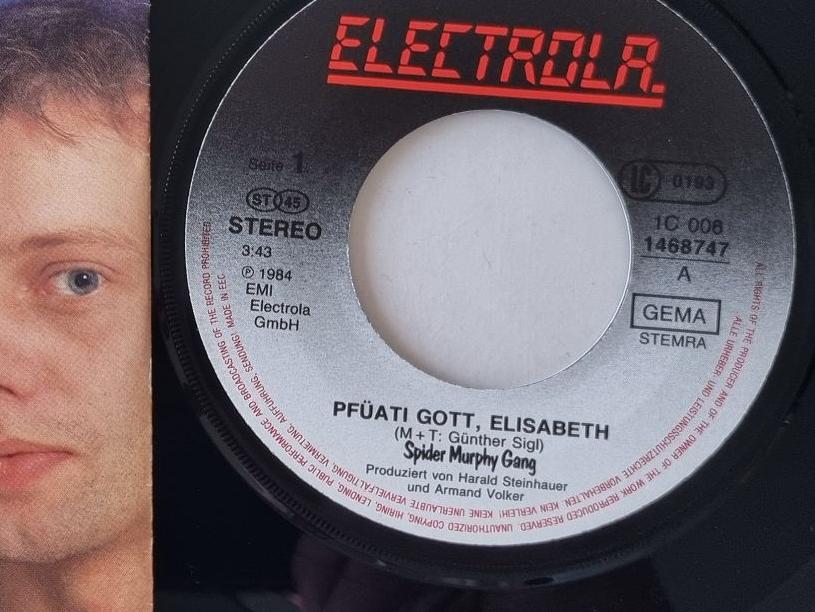 ELECTROLA.
Seite 1
ST 45
STEREO
3:43
℗ 1984
EMI
Electrola
GmbH
LC 0193
1C 006
1468747
A
GEMA
STEMRA
PFÜATI GOTT, ELISABETH
(M + T: Günther Sigl)
Spider Murphy Gang
Produziert von Harald Steinhauer
und Armand Volker
ALL RIGHTS OF THE PRODUCER AND OF THE OWNER OF THE WORK REPRODUCED RESERVED. UNAUTHORIZED COPYING, HIRING, LENDING, PUBLIC PERFORMANCE AND BROADCASTING OF THE RECORD PROHIBITED.
ALLE URHEBER- UND LEISTUNGSSCHUTZRECHTE VORBEHALTEN. KEIN VERLEIH! KEINE UNERLAUBTE VERVIELFÄLTIGUNG, VERMIETUNG, AUFFÜHRUNG, SENDUNG! MADE IN EEC